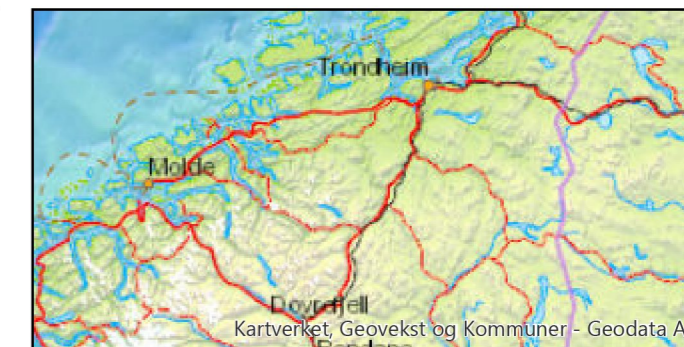 Trondheim
Molde
Dovrefjell
Kartverket, Geovekst og Kommuner - Geodata A